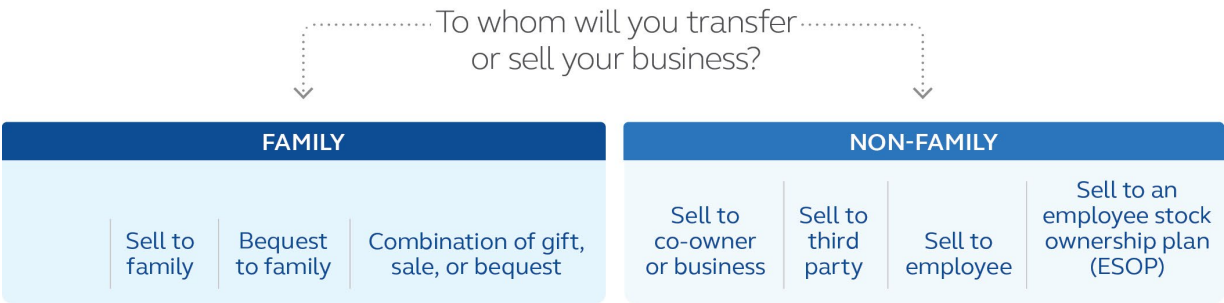 To whom will you transfer
or sell your business?
FAMILY
Sell to
family
Bequest
to family
Combination of gift,
sale, or bequest
NON-FAMILY
Sell to
co-owner
or business
Sell to
third
party
Sell to
employee
Sell to an
employee stock
ownership plan
(ESOP)